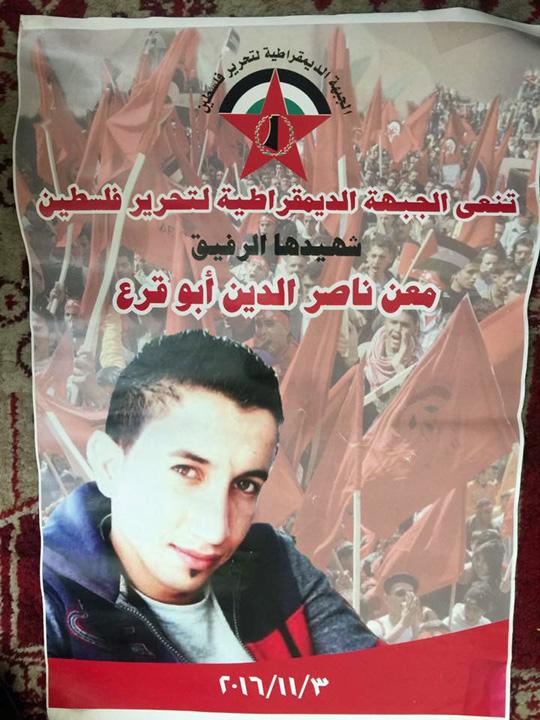 الجبهة الديمقراطية لتحرير فلسطين
تنعى الجبهة الديمقراطية لتحرير فلسطين
شهيدها الرفيق
معن ناصر الدين أبو قرع
٢٠١٦/١١/٣